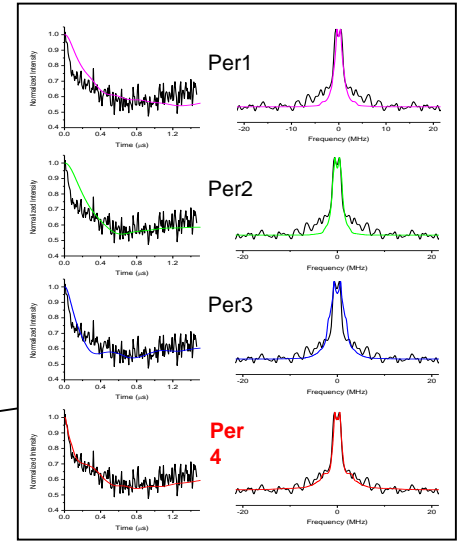 Normalized Intensity
1.0
0.9
0.8
0.7
0.6
0.5
0.4
0.0 0.4 0.8 1.2
Time (μs)
Per1
-20 -10 0 10 20
Frequency (MHz)
Normalized Intensity
1.0
0.9
0.8
0.7
0.6
0.5
0.4
0.0 0.4 0.8 1.2
Time (μs)
Per2
-20 0 20
Frequency (MHz)
Normalized Intensity
1.0
0.9
0.8
0.7
0.6
0.5
0.4
0.0 0.4 0.8 1.2
Time (μs)
Per3
-20 0 20
Frequency (MHz)
Normalized Intensity
1.0
0.9
0.8
0.7
0.6
0.5
0.4
0.0 0.4 0.8 1.2
Time (μs)
Per
4
-20 0 20
Frequency (MHz)